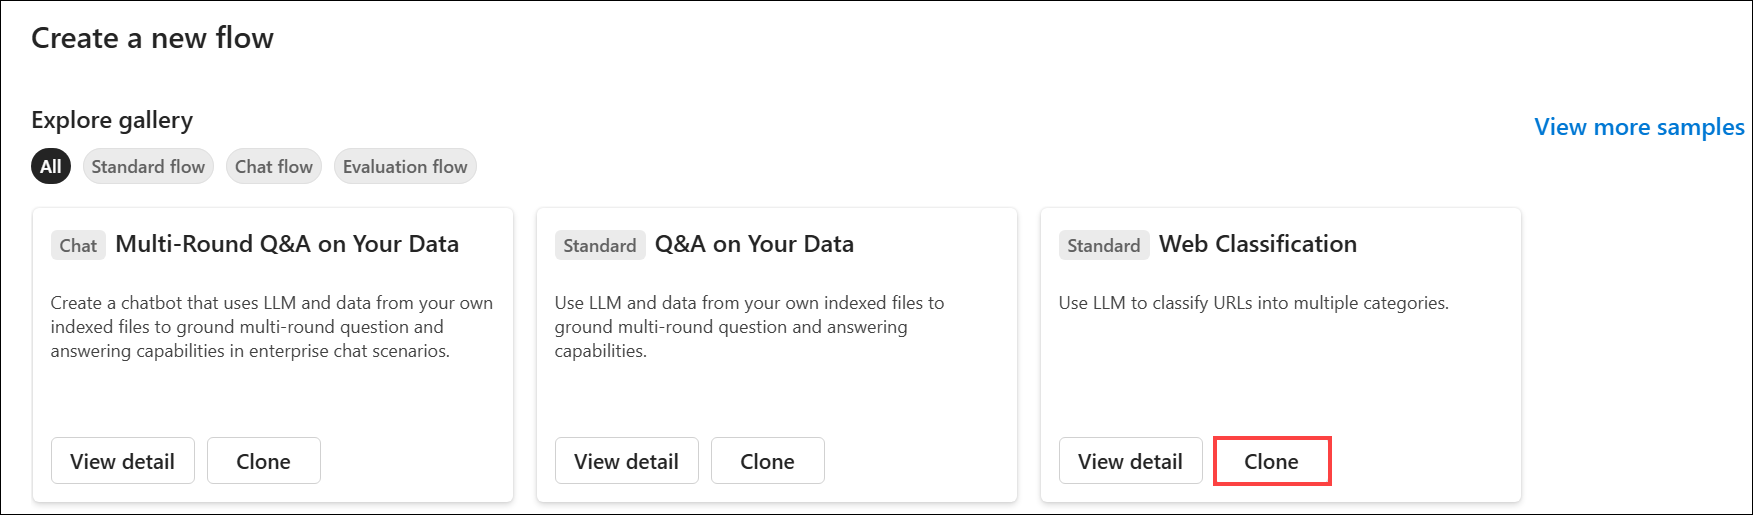 Create a new flow
Explore gallery
View more samples
All
Standard flow
Chat flow
Evaluation flow
Chat
Multi-Round Q&A on Your Data
Create a chatbot that uses LLM and data from your own
indexed files to ground multi-round question and
answering capabilities in enterprise chat scenarios.
View detail
Clone
Standard
Q&A on Your Data
Use LLM and data from your own indexed files to
ground multi-round question and answering
capabilities.
View detail
Clone
Standard
Web Classification
Use LLM to classify URLs into multiple categories.
View detail
Clone